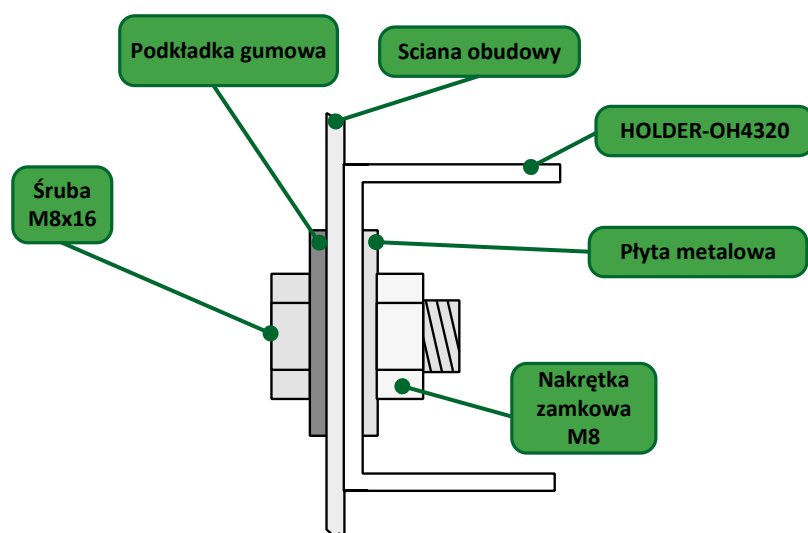 Podkładka gumowa
Sciana obudowy
HOLDER-OH4320
Śruba
M8x16
Płyta metalowa
Nakrętka
zamkowa
M8